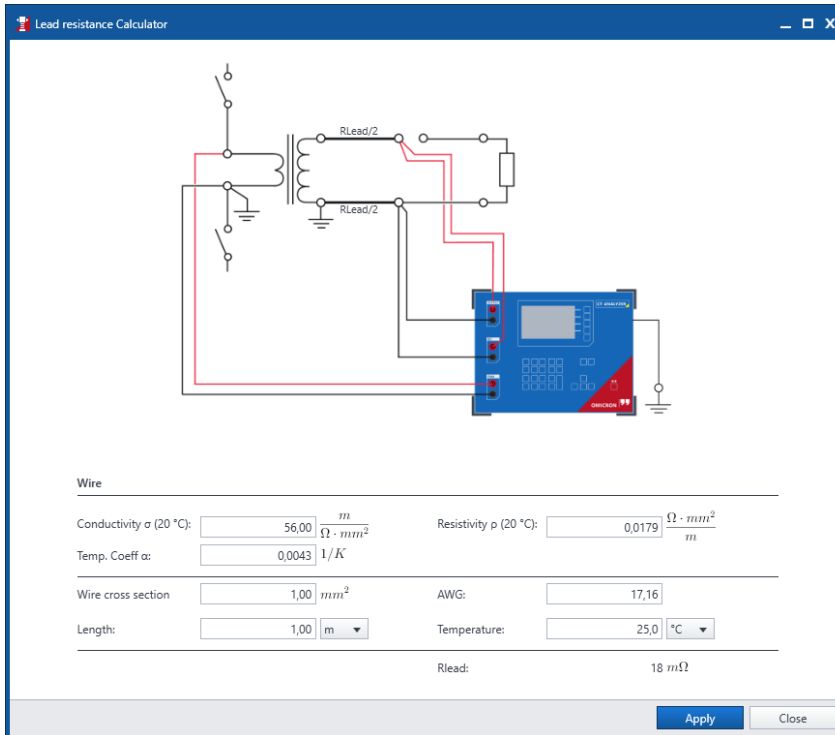 Lead resistance Calculator
RLead/2
RLead/2
CT ANALYZER
OMICRON
Wire
Conductivity σ (20 °C): 56,00 m/Ω · mm² Resistivity ρ (20 °C): 0,0179 Ω · mm²/m
Temp. Coeff α: 0,0043 1/K
Wire cross section 1,00 mm² AWG: 17,16
Length: 1,00 m Temperature: 25,0 °C
Rlead: 18 mΩ
Apply Close